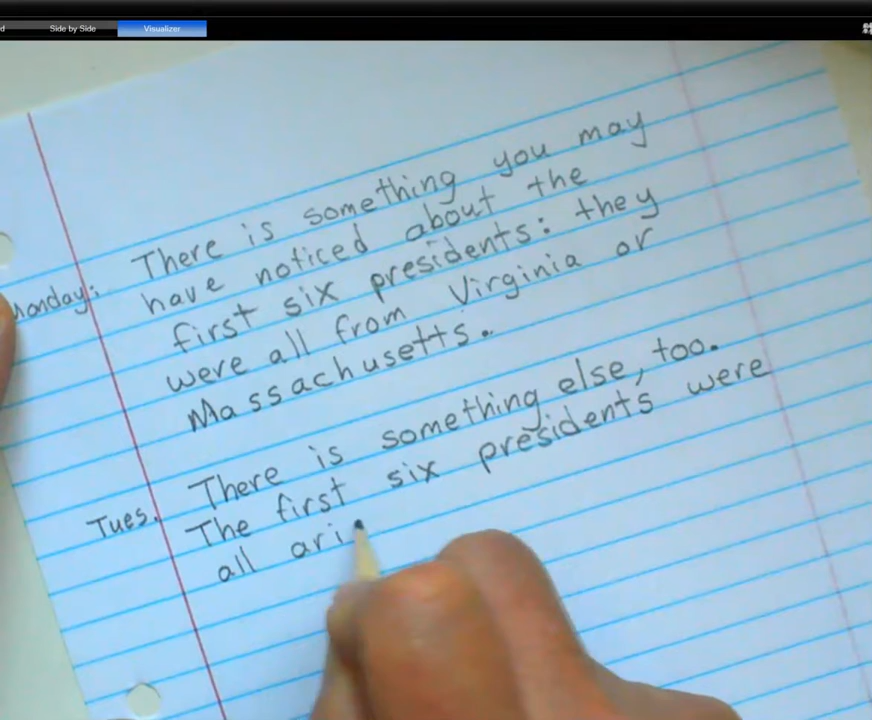 Side by Side
Visualizer
Monday: There is something you may
have noticed about the
first six presidents: they
were all from Virginia or
Massachusetts.
Tues. There is something else, too.
The first six presidents were
all ari